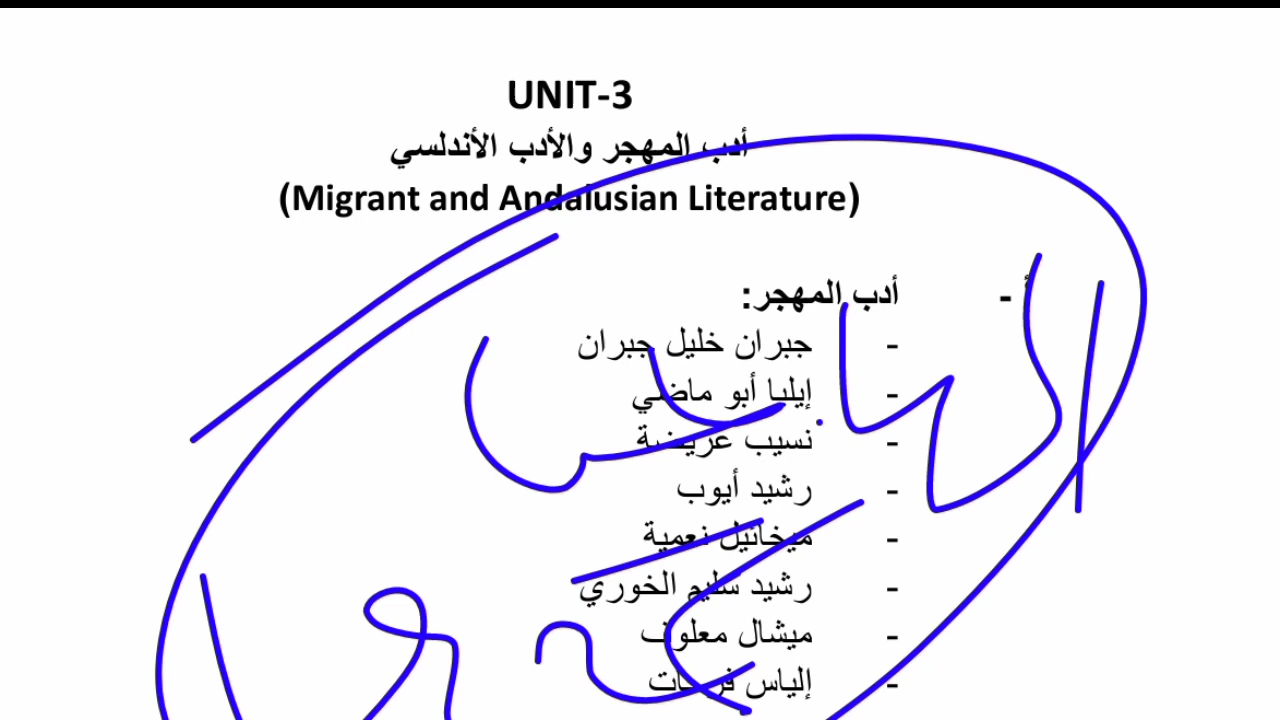 UNIT-3
أدب المهجر والأدب الأندلسي
(Migrant and Andalusian Literature)
أ - أدب المهجر:
- جبران خليل جبران
- إيليا أبو ماضي
- نسيب عريضة
- رشيد أيوب
- ميخائيل نعمية
- رشيد سليم الخوري
- ميشال معلوف
- إلياس فرحات